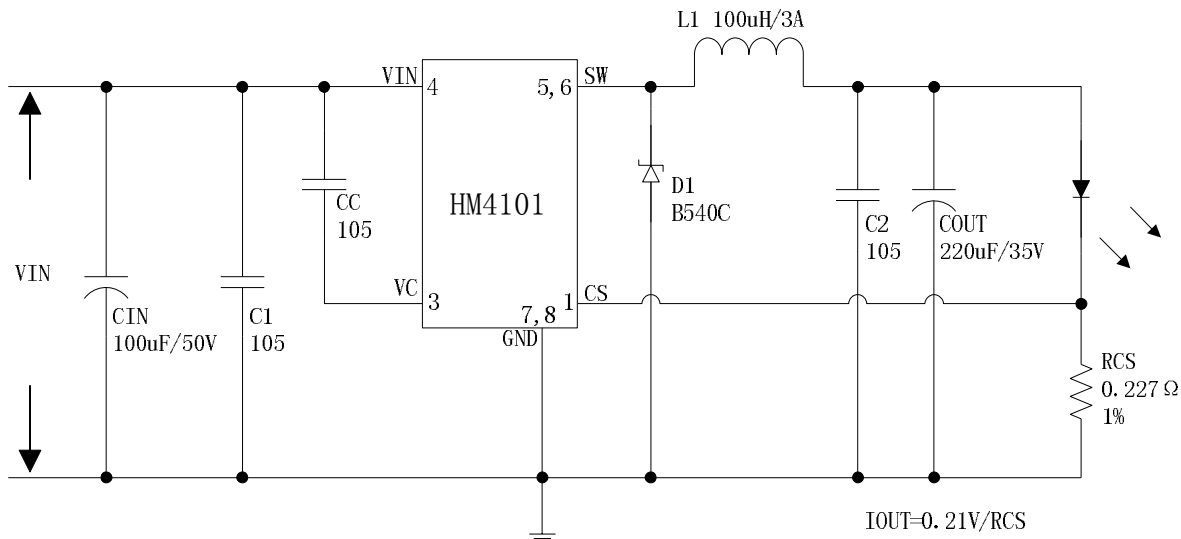 L1 100uH/3A
VIN
4
5,6
SW
HM4101
CC
105
D1
B540C
C2
105
COUT
220uF/35V
VIN
VC
3
1
CS
7,8
GND
CIN
100uF/50V
C1
105
RCS
0.227Ω
1%
IOUT=0.21V/RCS